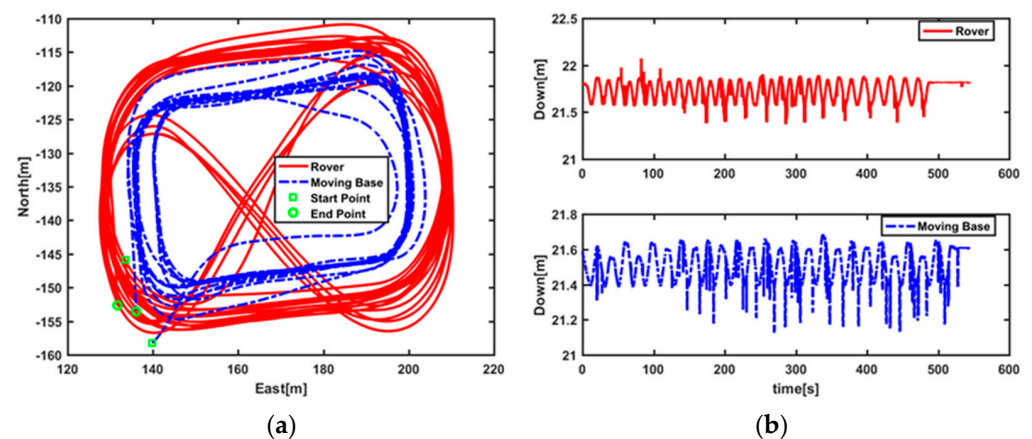 -110
-115
-120
-125
-130
-135
-140
-145
-150
-155
-160
North[m]
120 140 160 180 200 220
East[m]
Rover
Moving Base
Start Point
End Point
(a)
22.5
22
21.5
21
Down[m]
Rover
0 100 200 300 400 500 600
21.8
21.6
21.4
21.2
21
Down[m]
Moving Base
0 100 200 300 400 500 600
time[s]
(b)